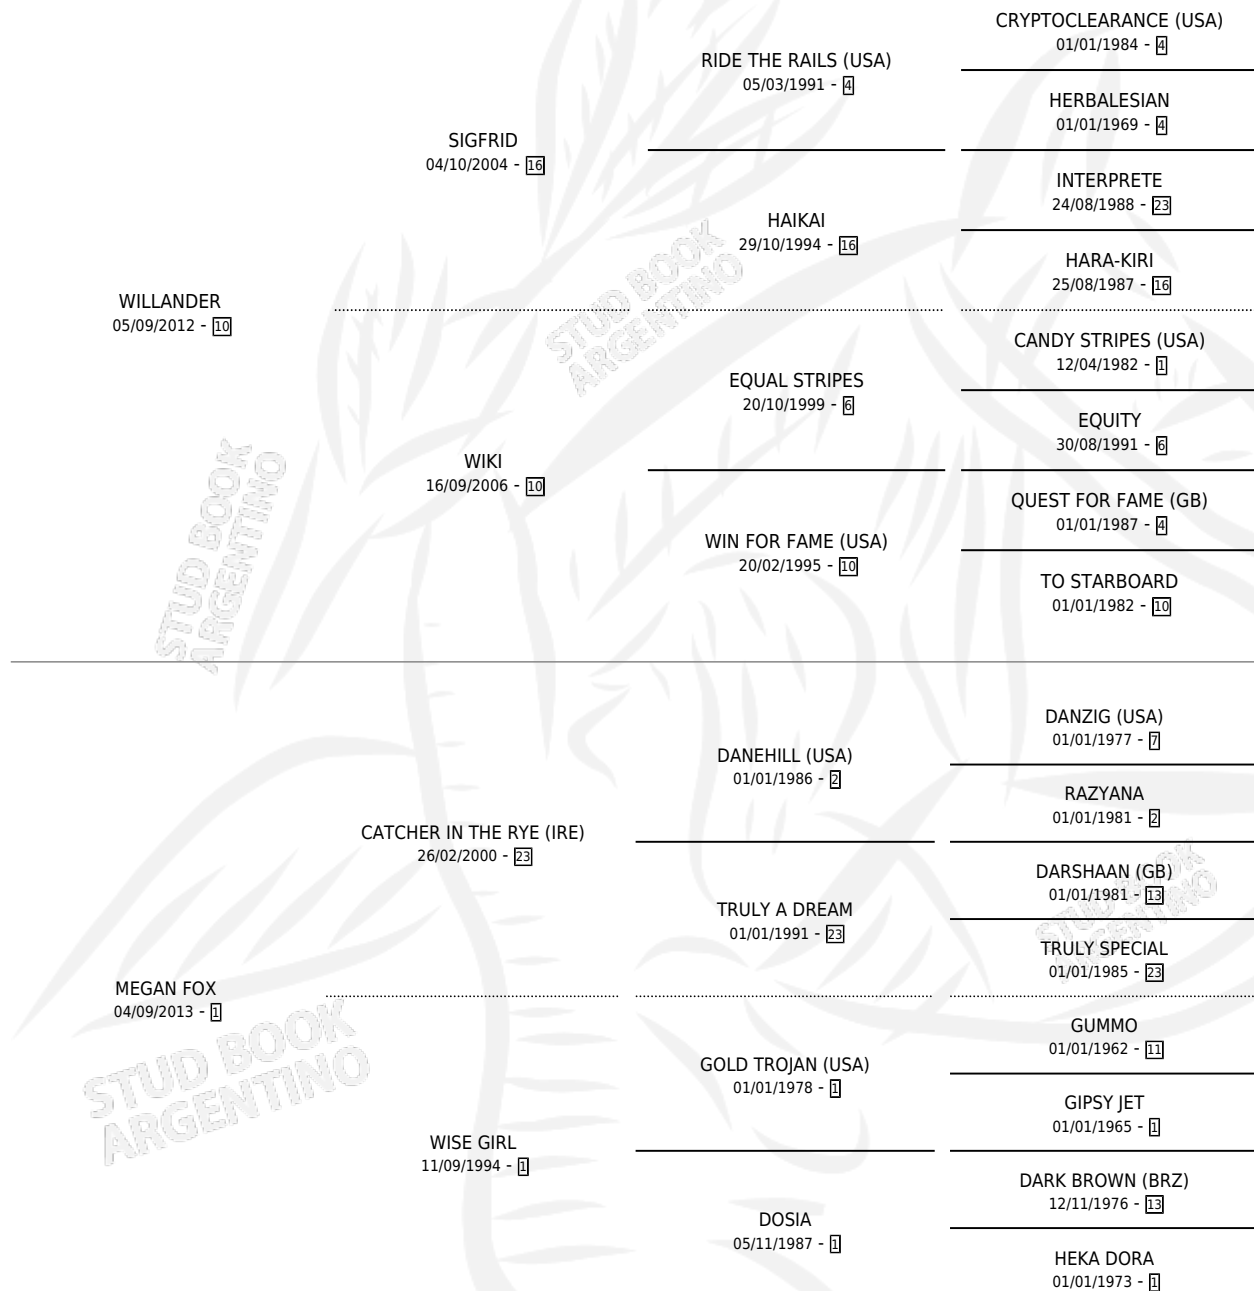 CRYPTOCLEARANCE (USA)
01/01/1984 - 4
RIDE THE RAILS (USA)
05/03/1991 - 4
HERBALESIAN
01/01/1969 - 4
SIGFRID
04/10/2004 - 16
INTERPRETE
24/08/1988 - 23
HAIKAI
29/10/1994 - 16
HARA-KIRI
25/08/1987 - 16
WILLANDER
05/09/2012 - 10
CANDY STRIPES (USA)
12/04/1982 - 1
EQUAL STRIPES
20/10/1999 - 6
EQUITY
30/08/1991 - 6
WIKI
16/09/2006 - 10
QUEST FOR FAME (GB)
01/01/1987 - 4
WIN FOR FAME (USA)
20/02/1995 - 10
TO STARBOARD
01/01/1982 - 10
DANZIG (USA)
01/01/1977 - 7
DANEHILL (USA)
01/01/1986 - 2
RAZYANA
01/01/1981 - 2
CATCHER IN THE RYE (IRE)
26/02/2000 - 23
DARSHAAN (GB)
01/01/1981 - 13
TRULY A DREAM
01/01/1991 - 23
TRULY SPECIAL
01/01/1985 - 23
MEGAN FOX
04/09/2013 - 1
GUMMO
01/01/1962 - 11
GOLD TROJAN (USA)
01/01/1978 - 1
GIPSY JET
01/01/1965 - 1
WISE GIRL
11/09/1994 - 1
DARK BROWN (BRZ)
12/11/1976 - 13
DOSIA
05/11/1987 - 1
HEKA DORA
01/01/1973 - 1
STUD BOOK
ARGENTINO
STUD BOOK
ARGENTINO
STUD BOOK
ARGENTINO
STUD BOOK
ARGENTINO